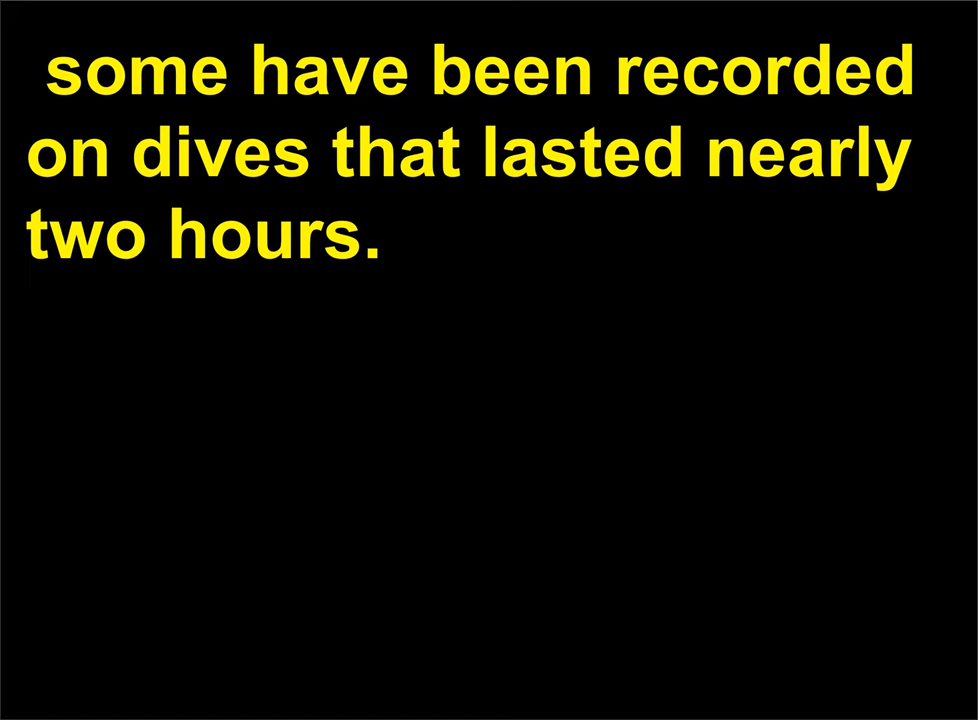 some have been recorded
on dives that lasted nearly
two hours.